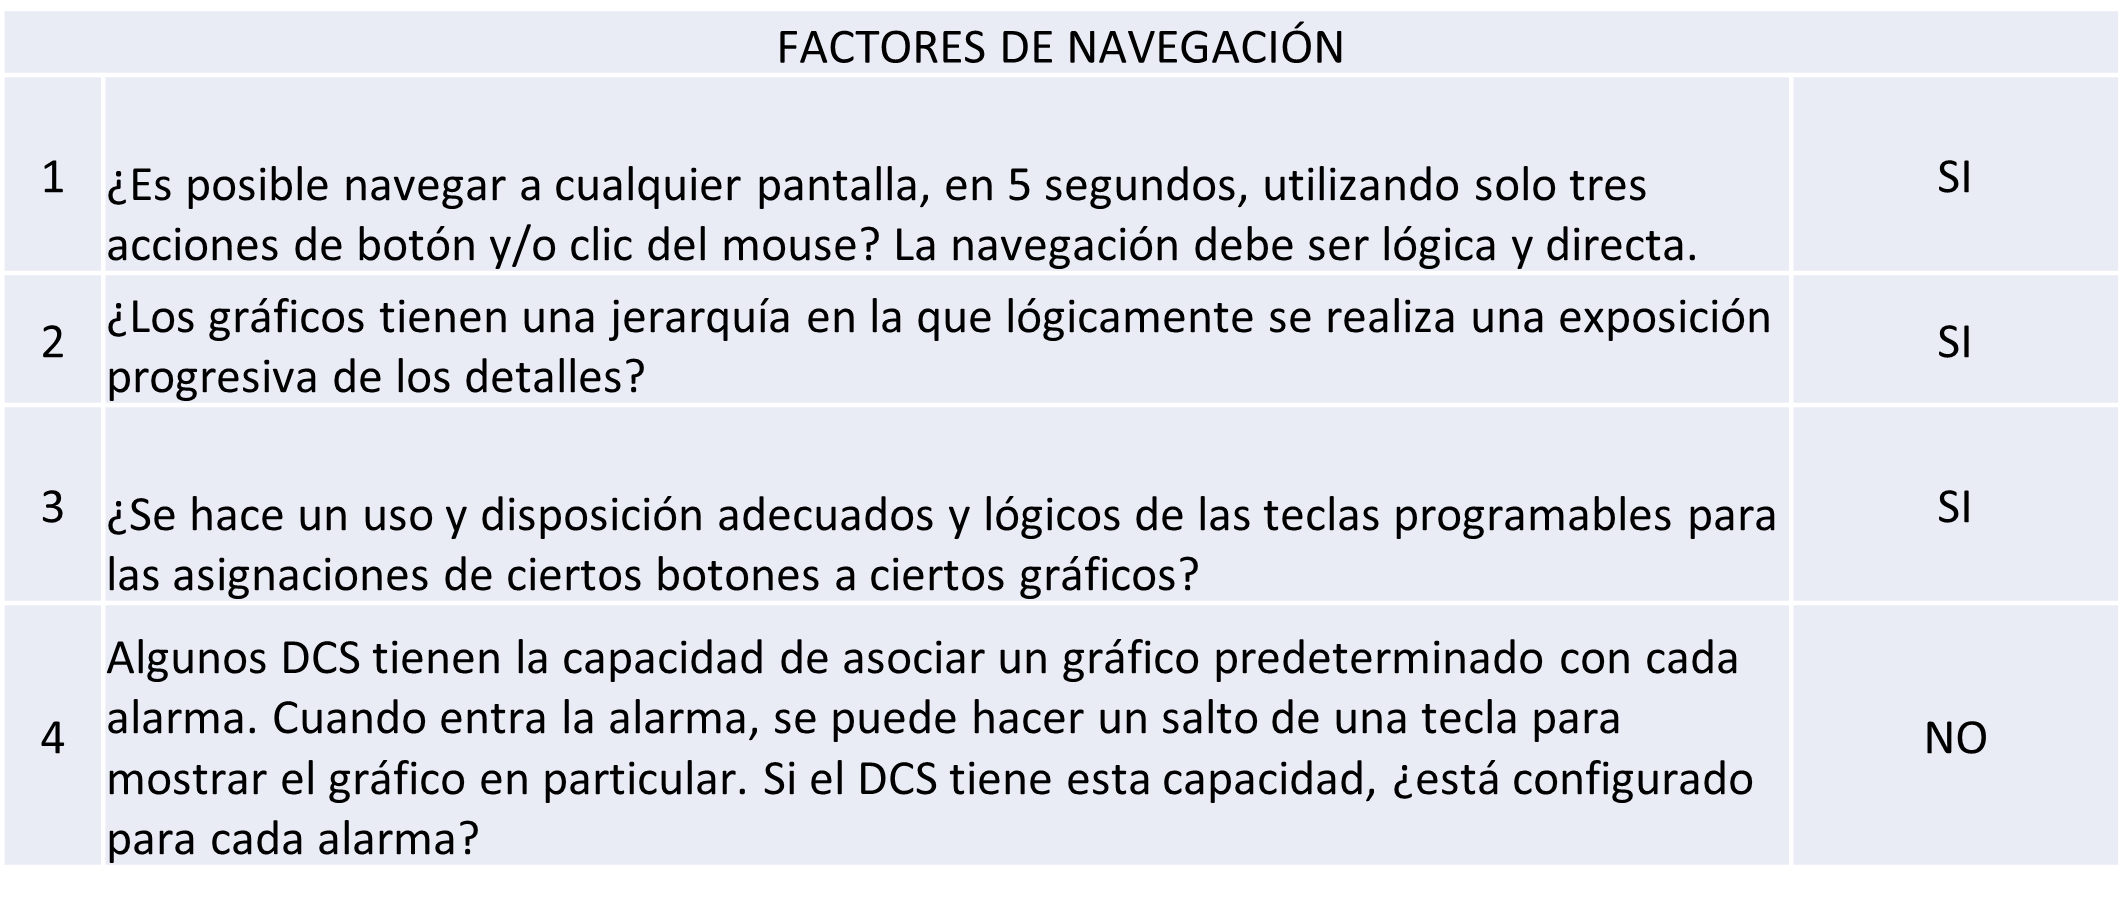 FACTORES DE NAVEGACIÓN
1
¿Es posible navegar a cualquier pantalla, en 5 segundos, utilizando solo tres
acciones de botón y/o clic del mouse? La navegación debe ser lógica y directa.
SI
2
¿Los gráficos tienen una jerarquía en la que lógicamente se realiza una exposición
progresiva de los detalles?
SI
3
¿Se hace un uso y disposición adecuados y lógicos de las teclas programables para
las asignaciones de ciertos botones a ciertos gráficos?
SI
4
Algunos DCS tienen la capacidad de asociar un gráfico predeterminado con cada
alarma. Cuando entra la alarma, se puede hacer un salto de una tecla para
mostrar el gráfico en particular. Si el DCS tiene esta capacidad, ¿está configurado
para cada alarma?
NO